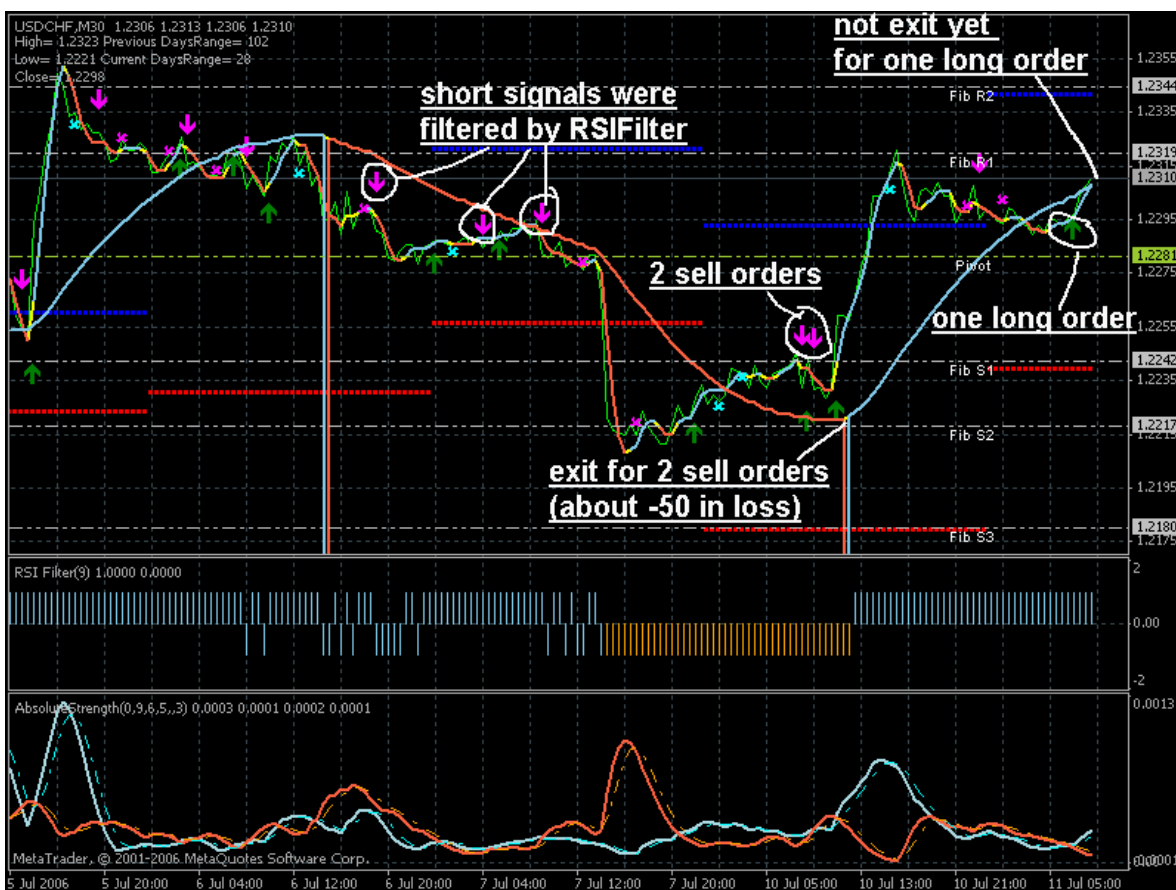 USDCHF,M30 1.2306 1.2313 1.2306 1.2310
High= 1.2323 Previous DaysRange= 102
Low= 1.2221 Current DaysRange= 28
Close= 1.2298
not exit yet
for one long order
short signals were
filtered by RSIFilter
2 sell orders
one long order
exit for 2 sell orders
(about -50 in loss)
Fib R2
Fib R1
Pivot
Fib S1
Fib S2
Fib S3
1.2355
1.2344
1.2335
1.2319
1.2315
1.2310
1.2295
1.2281
1.2275
1.2255
1.2242
1.2235
1.2217
1.2215
1.2195
1.2180
1.2175
RSI Filter(9) 1.0000 0.0000
2
0.00
-2
AbsoluteStrength(0,9,6,5,,3) 0.0003 0.0001 0.0002 0.0001
0.0013
MetaTrader, © 2001-2006 MetaQuotes Software Corp.
5 Jul 2006
5 Jul 20:00
6 Jul 04:00
6 Jul 12:00
6 Jul 20:00
7 Jul 04:00
7 Jul 12:00
7 Jul 20:00
10 Jul 05:00
10 Jul 13:00
10 Jul 21:00
11 Jul 05:00